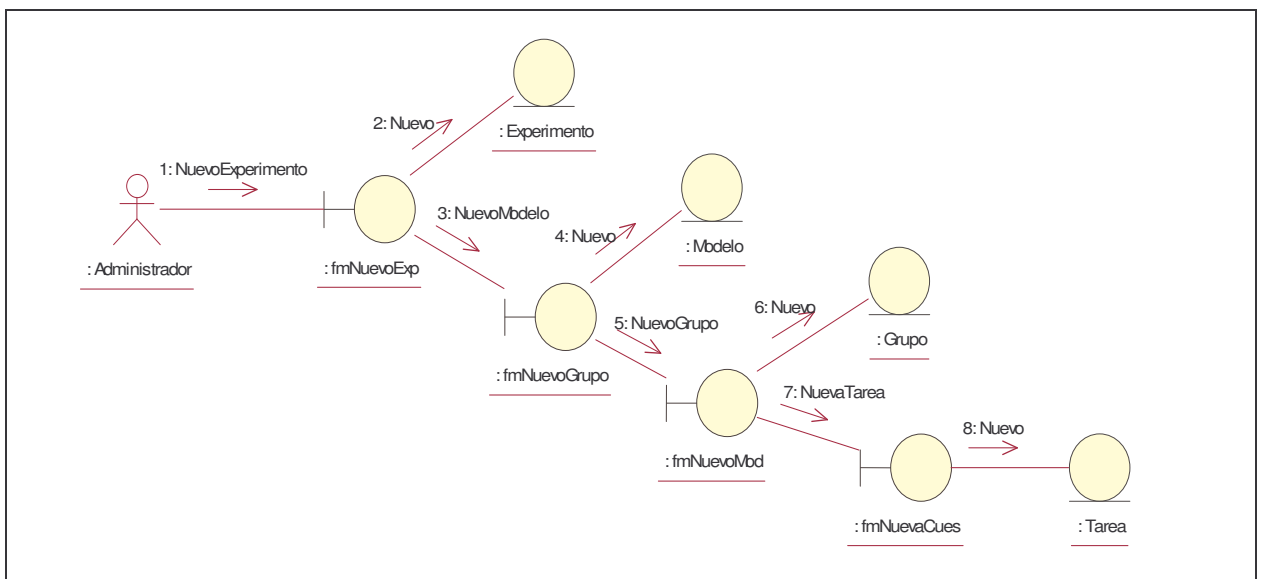 2: Nuevo
: Experimento
1: NuevoExperimento
: Administrador
: fmNuevoExp
3: NuevoModelo
4: Nuevo
: Modelo
: fmNuevoGrupo
5: NuevoGrupo
6: Nuevo
: Grupo
: fmNuevoMod
7: NuevaTarea
8: Nuevo
: fmNuevaCues
: Tarea